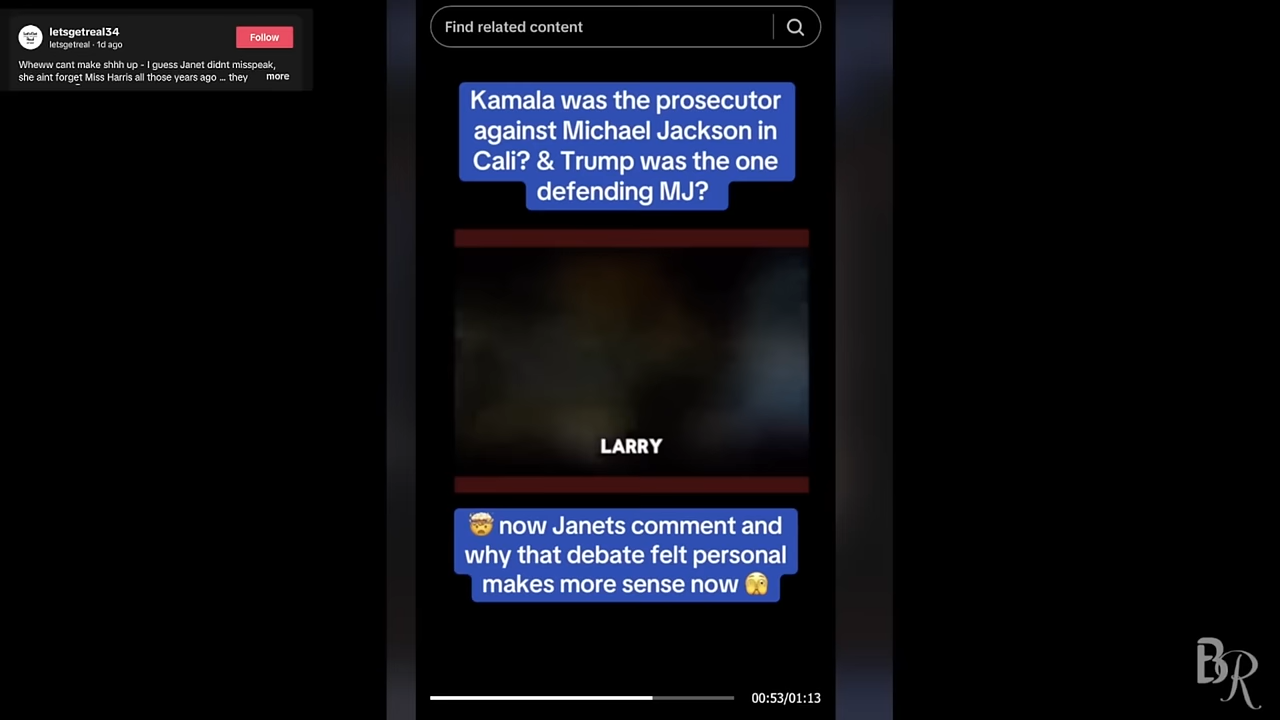 letsgetreal34
letsgetreal · 1d ago
Follow
Wheww cant make shhh up - I guess Janet didnt misspeak,
she aint forget Miss Harris all those years ago ... they more
Find related content
Kamala was the prosecutor
against Michael Jackson in
Cali? & Trump was the one
defending MJ?
LARRY
🤯 now Janets comment and
why that debate felt personal
makes more sense now 🫣
00:53/01:13
BR